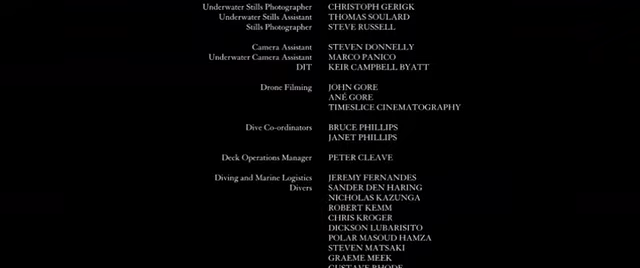 Underwater Stills Photographer CHRISTOPH GERIGK
Underwater Stills Assistant THOMAS SOULARD
Stills Photographer STEVE RUSSELL
Camera Assistant STEVEN DONNELLY
Underwater Camera Assistant MARCO PANICO
DIT KEIR CAMPBELL BYATT
Drone Filming JOHN GORE
ANÉ GORE
TIMESLICE CINEMATOGRAPHY
Dive Co-ordinators BRUCE PHILLIPS
JANET PHILLIPS
Deck Operations Manager PETER CLEAVE
Diving and Marine Logistics JEREMY FERNANDES
Divers SANDER DEN HARING
NICHOLAS KAZUNGA
ROBERT KEMM
CHRIS KROGER
DICKSON LUBARISITO
POLAR MASOUD HAMZA
STEVEN MATSAKI
GRAEME MEEK
GUSTAVE RHODE